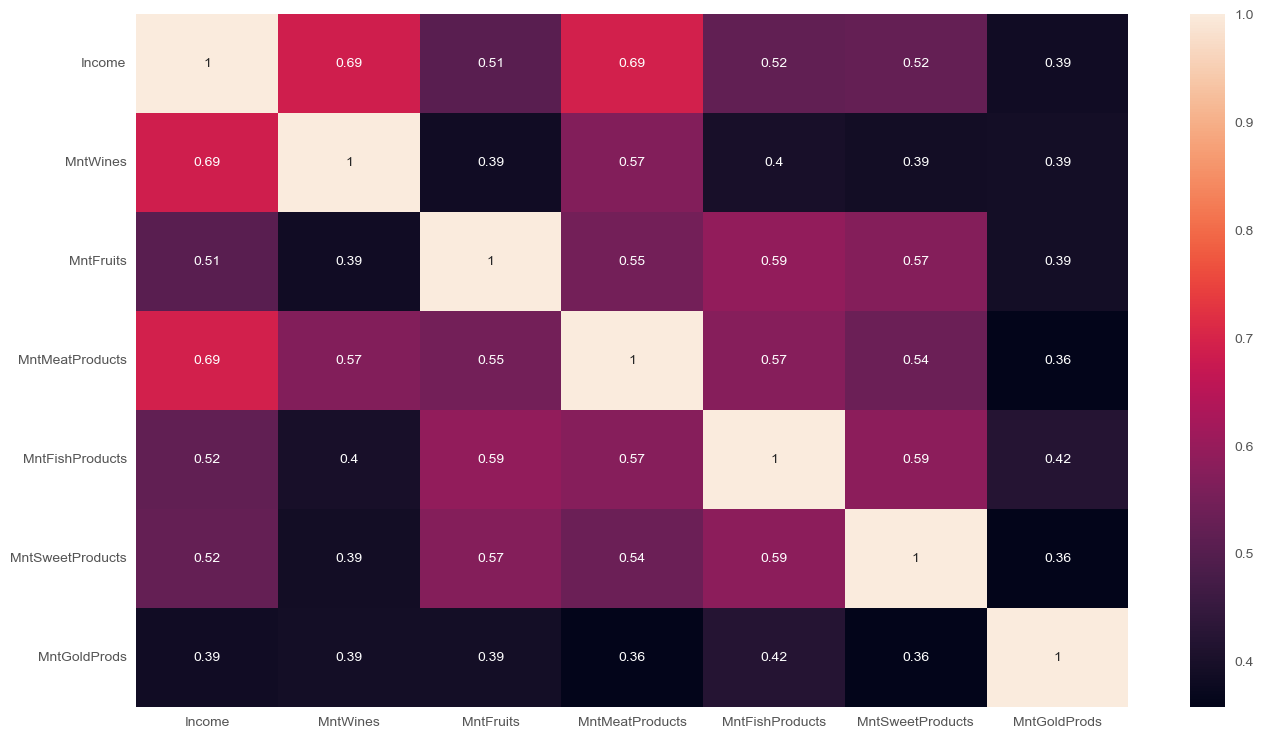 Income 1 0.69 0.51 0.69 0.52 0.52 0.39
MntWines 0.69 1 0.39 0.57 0.4 0.39 0.39
MntFruits 0.51 0.39 1 0.55 0.59 0.57 0.39
MntMeatProducts 0.69 0.57 0.55 1 0.57 0.54 0.36
MntFishProducts 0.52 0.4 0.59 0.57 1 0.59 0.42
MntSweetProducts 0.52 0.39 0.57 0.54 0.59 1 0.36
MntGoldProds 0.39 0.39 0.39 0.36 0.42 0.36 1
Income MntWines MntFruits MntMeatProducts MntFishProducts MntSweetProducts MntGoldProds
1.0
0.9
0.8
0.7
0.6
0.5
0.4